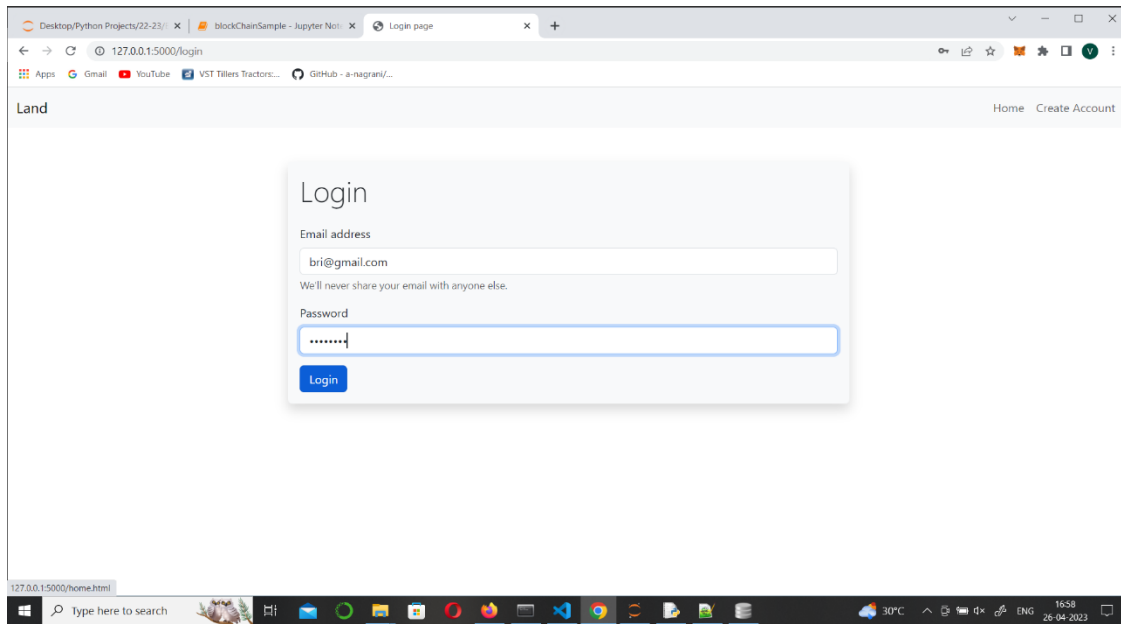 Desktop/Python Projects/22-23/
blockChainSample - Jupyter Not
Login page
127.0.0.1:5000/login
V
Apps
Gmail
YouTube
VST Tillers Tractors:...
GitHub - a-nagrani/...
Land
Home
Create Account
Login
Email address
bri@gmail.com
We'll never share your email with anyone else.
Password
Login
127.0.0.1:5000/home.html
Type here to search
30°C
ENG
16:58
26-04-2023